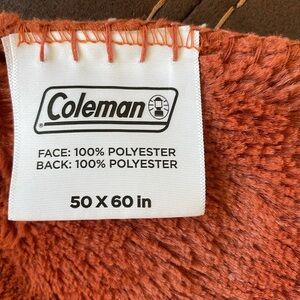 Coleman
FACE: 100% POLYESTER
BACK: 100% POLYESTER
50 X 60 in